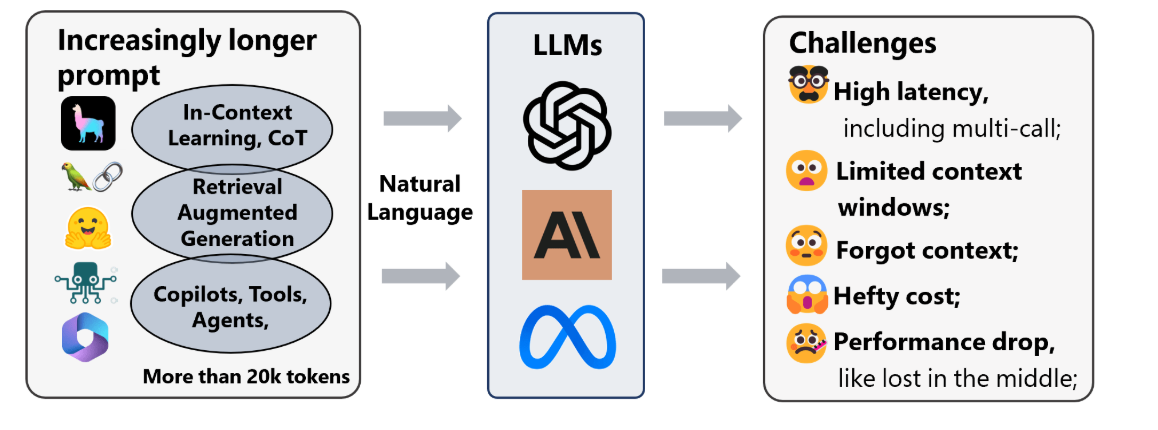 Increasingly longer
prompt
In-Context
Learning, CoT
Retrieval
Augmented
Generation
Copilots, Tools,
Agents,
More than 20k tokens
Natural
Language
LLMs
AI
Challenges
High latency,
including multi-call;
Limited context
windows;
Forgot context;
Hefty cost;
Performance drop,
like lost in the middle;